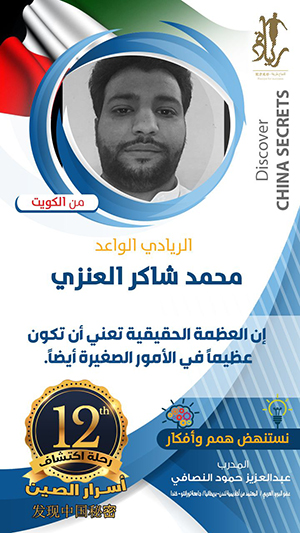 ريادة
Discover
CHINA SECRETS
من الكويت
الريادي الواعد
محمد شاكر العنزي
إن العظمة الحقيقية تعني أن تكون
عظيماً في الأمور الصغيرة أيضاً.
12th
رحلة اكتشاف
أسرار الصين
发现中国秘密
نستنهض همم وأفكار
المدرب
عبدالعزيز حمود النصافي